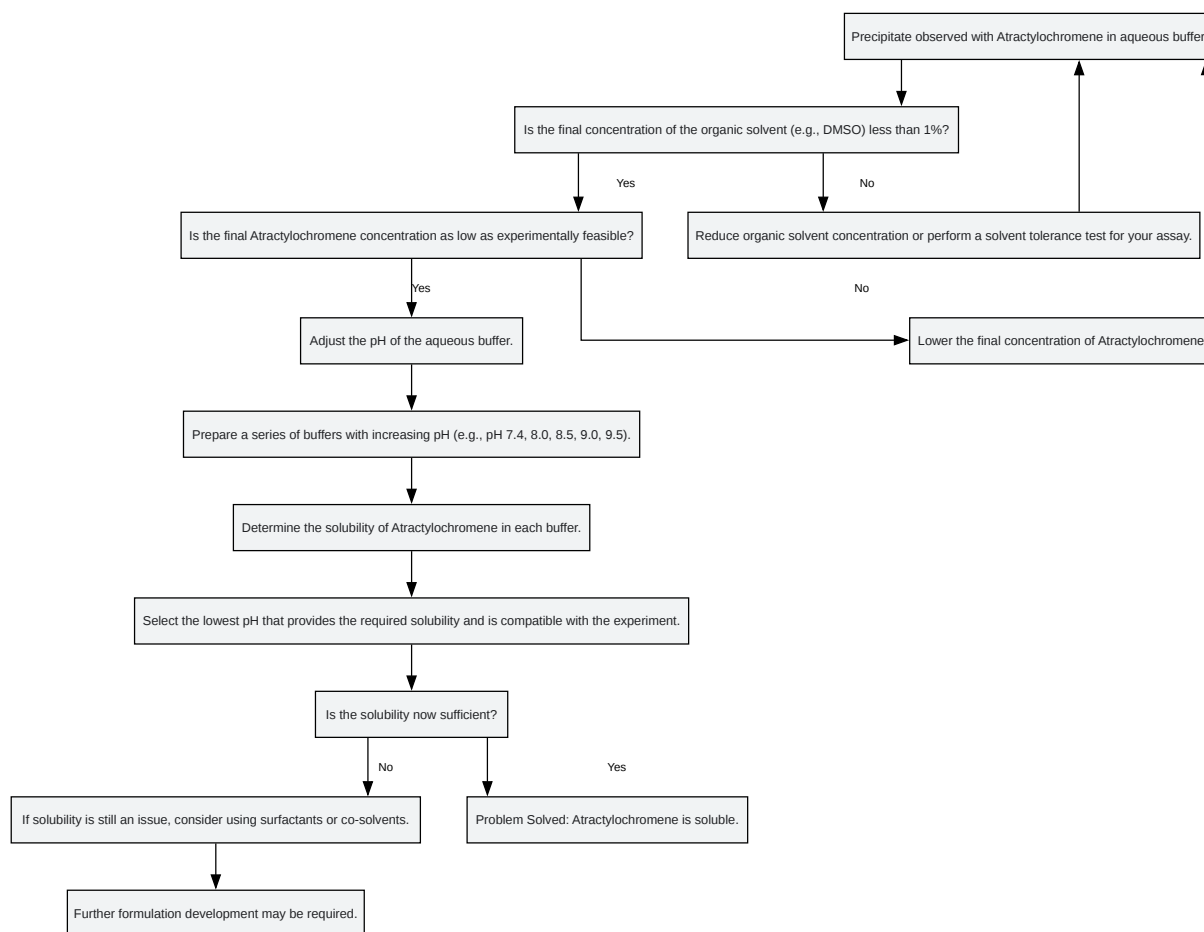 Precipitate observed with Atractylochromene in aqueous buffer
Is the final concentration of the organic solvent (e.g., DMSO) less than 1%?
Yes
No
Is the final Atractylochromene concentration as low as experimentally feasible?
Reduce organic solvent concentration or perform a solvent tolerance test for your assay.
Yes
No
Adjust the pH of the aqueous buffer.
Lower the final concentration of Atractylochromene
Prepare a series of buffers with increasing pH (e.g., pH 7.4, 8.0, 8.5, 9.0, 9.5).
Determine the solubility of Atractylochromene in each buffer.
Select the lowest pH that provides the required solubility and is compatible with the experiment.
Is the solubility now sufficient?
No
Yes
If solubility is still an issue, consider using surfactants or co-solvents.
Problem Solved: Atractylochromene is soluble.
Further formulation development may be required.